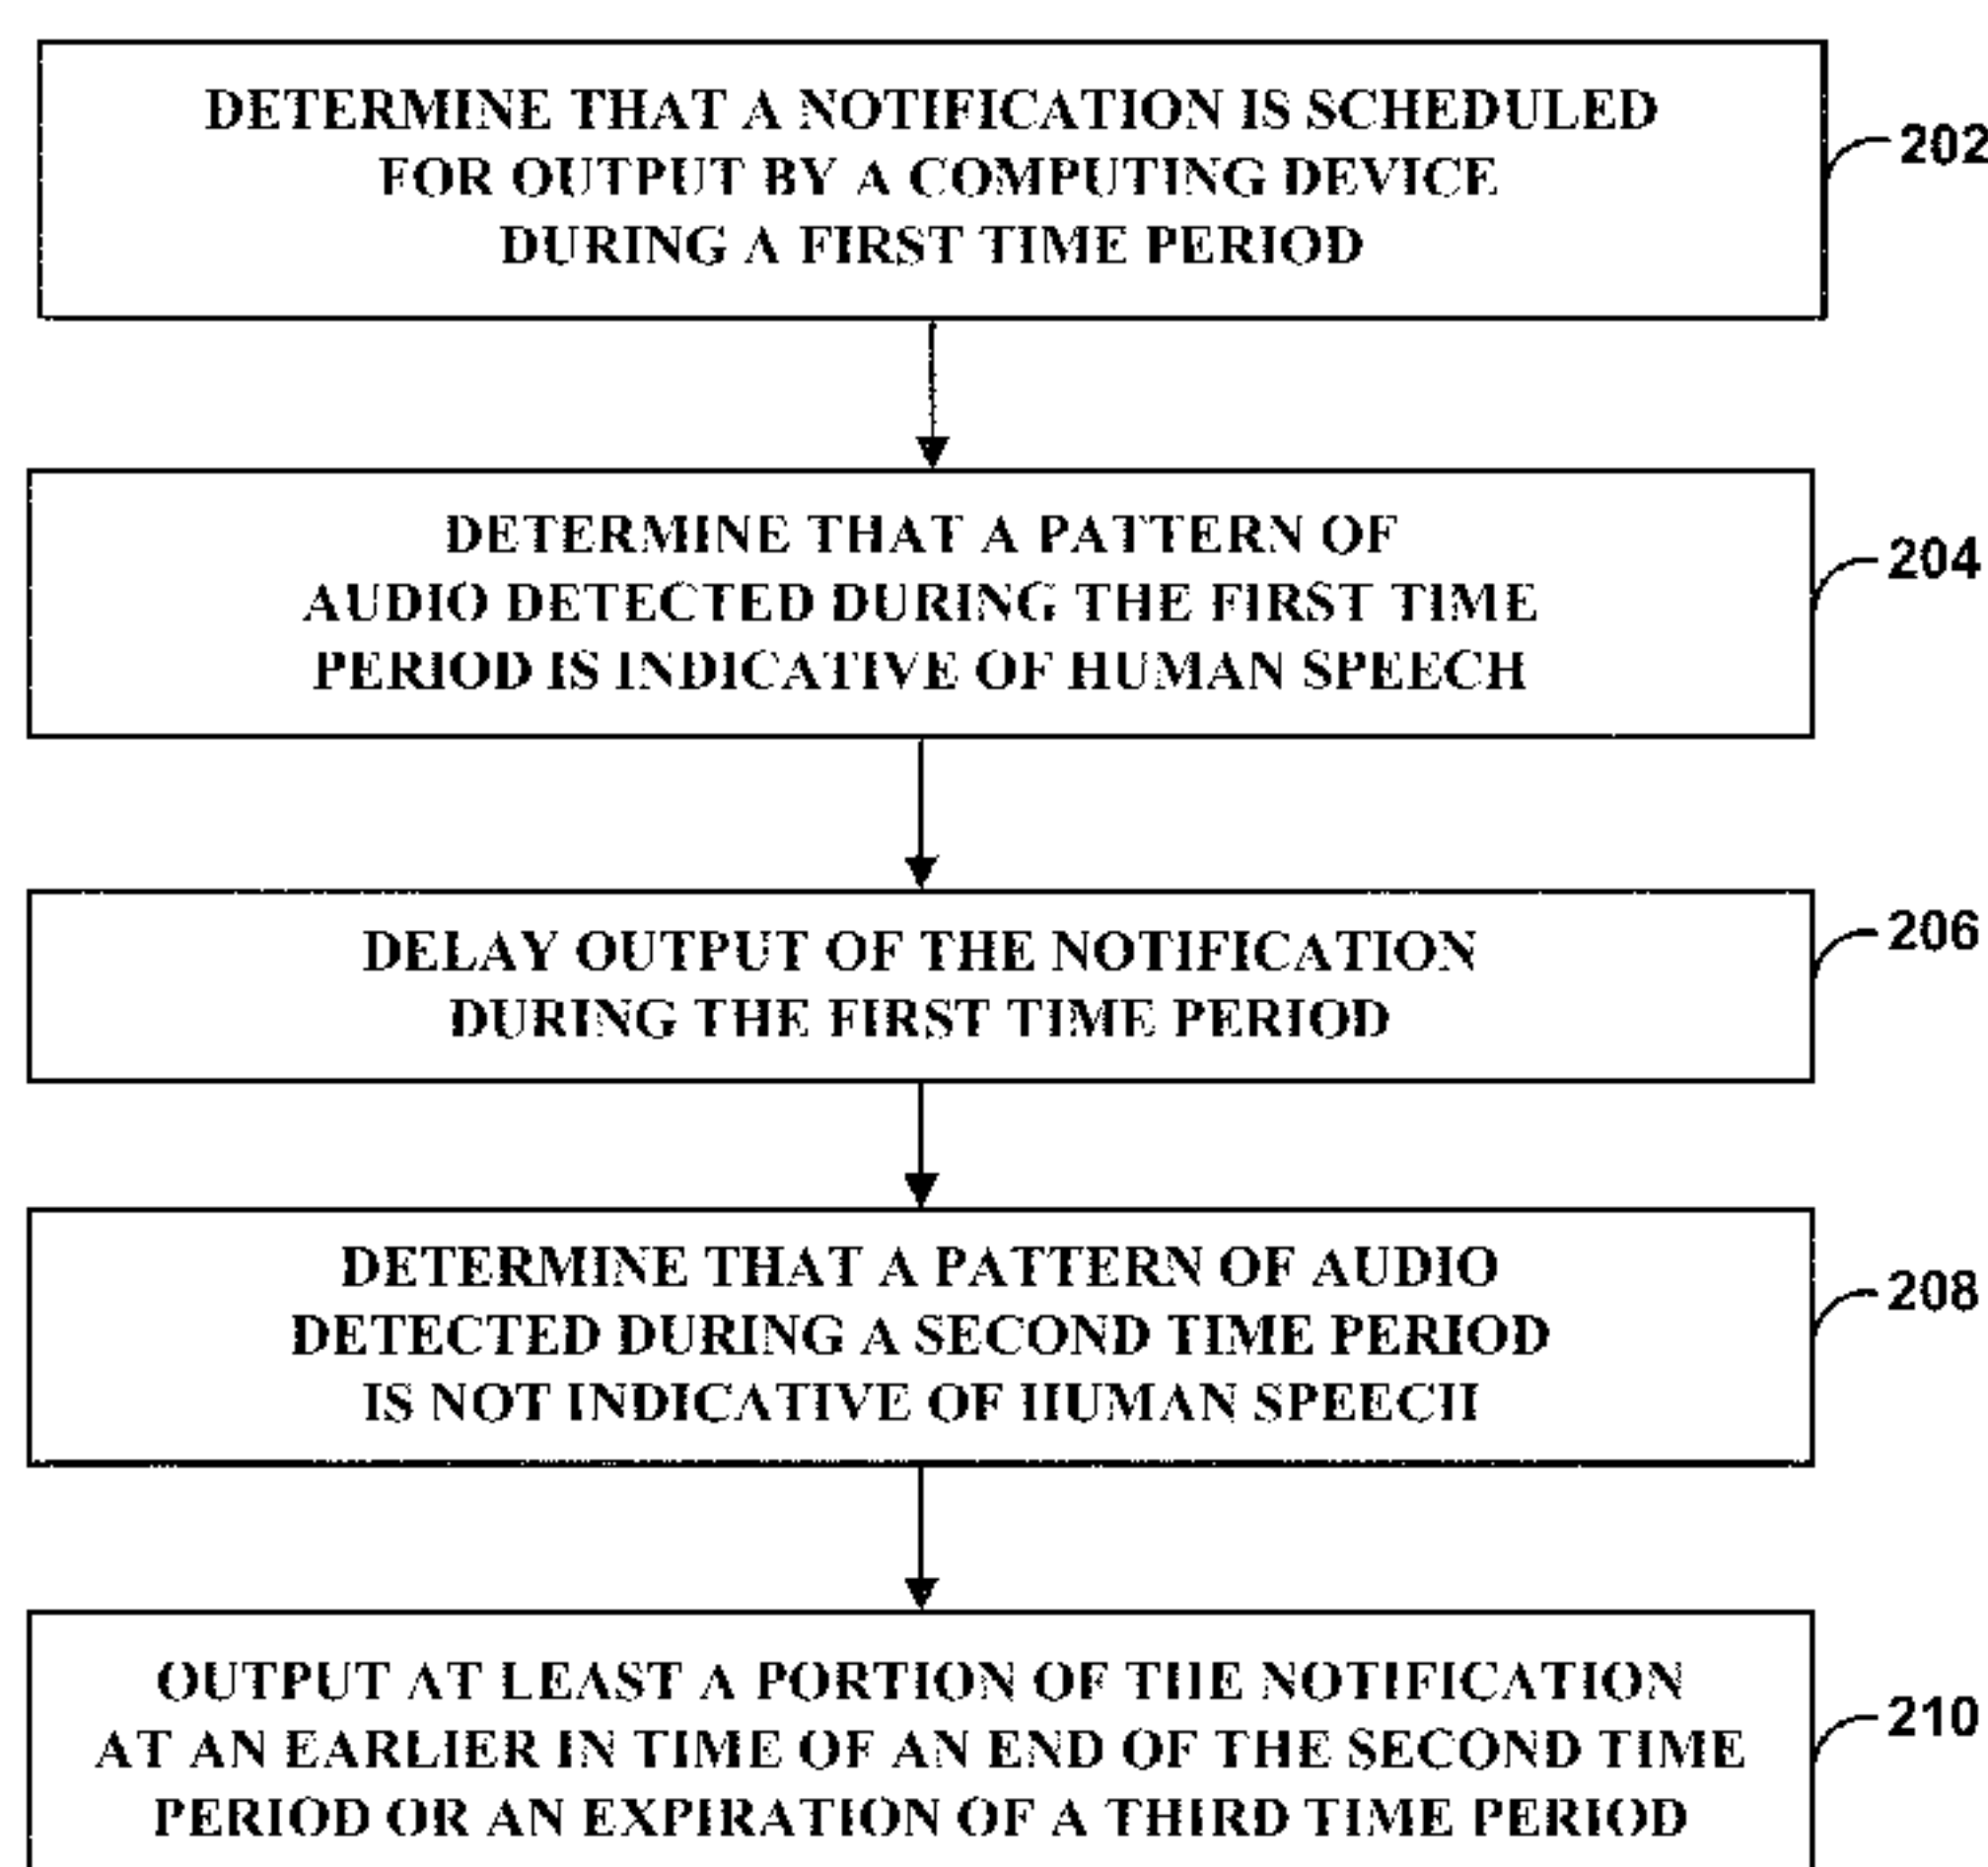 DETERMINE THAT A NOTIFICATION IS SCHEDULED
FOR OUTPUT BY A COMPUTING DEVICE
DURING A FIRST TIME PERIOD
202
DETERMINE THAT A PATTERN OF
AUDIO DETECTED DURING THE FIRST TIME
PERIOD IS INDICATIVE OF HUMAN SPEECH
204
DELAY OUTPUT OF THE NOTIFICATION
DURING THE FIRST TIME PERIOD
206
DETERMINE THAT A PATTERN OF AUDIO
DETECTED DURING A SECOND TIME PERIOD
IS NOT INDICATIVE OF HUMAN SPEECH
208
OUTPUT AT LEAST A PORTION OF THE NOTIFICATION
AT AN EARLIER IN TIME OF AN END OF THE SECOND TIME
PERIOD OR AN EXPIRATION OF A THIRD TIME PERIOD
210